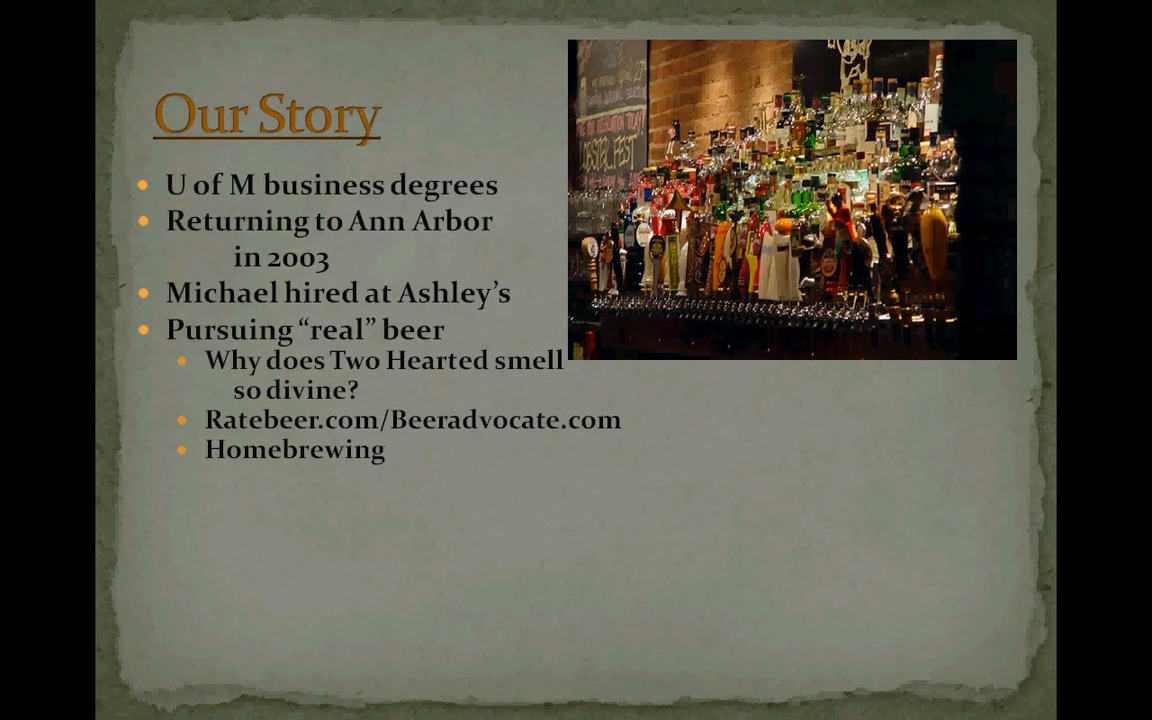 Our Story
U of M business degrees
Returning to Ann Arbor
in 2003
Michael hired at Ashley’s
Pursuing “real” beer
Why does Two Hearted smell
so divine?
Ratebeer.com/Beeradvocate.com
Homebrewing